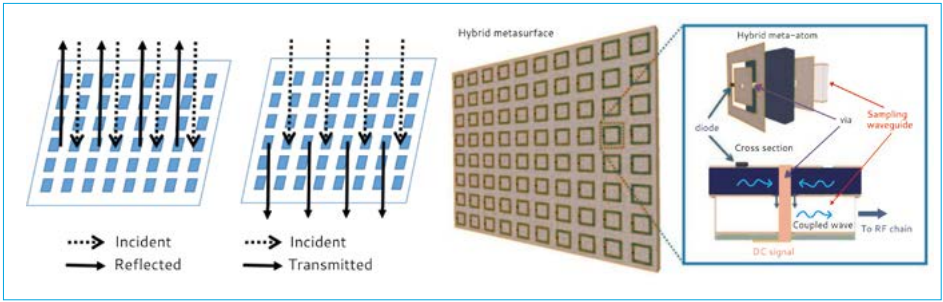 Incident
Reflected
Incident
Transmitted
Hybrid metasurface
Hybrid meta-atom
Sampling
waveguide
diode
via
Cross section
Coupled wave
To RF chain
DC signal